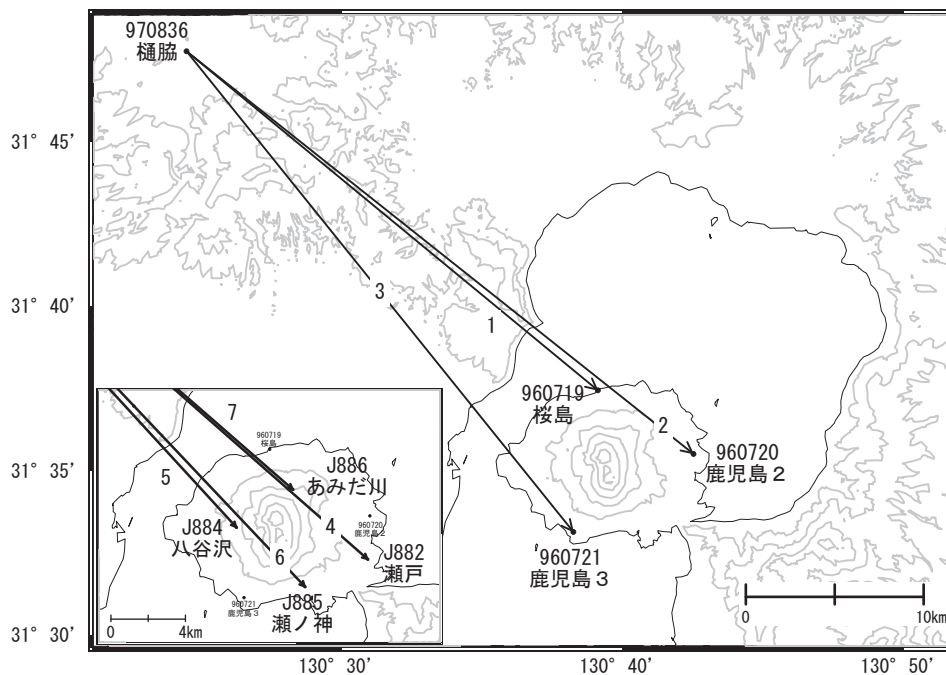 970836
樋脇
31° 45′
31° 40′
31° 35′
31° 30′
3
1
960719
桜島
2
960720
鹿児島２
960721
鹿児島３
7
960719
桜島
5
J886
あみだ川
J884
八谷沢
4
960720
鹿児島２
6
J882
瀬戸
J885
瀬ノ神
960721
鹿児島３
0
4km
0
10km
130° 30′
130° 40′
130° 50′